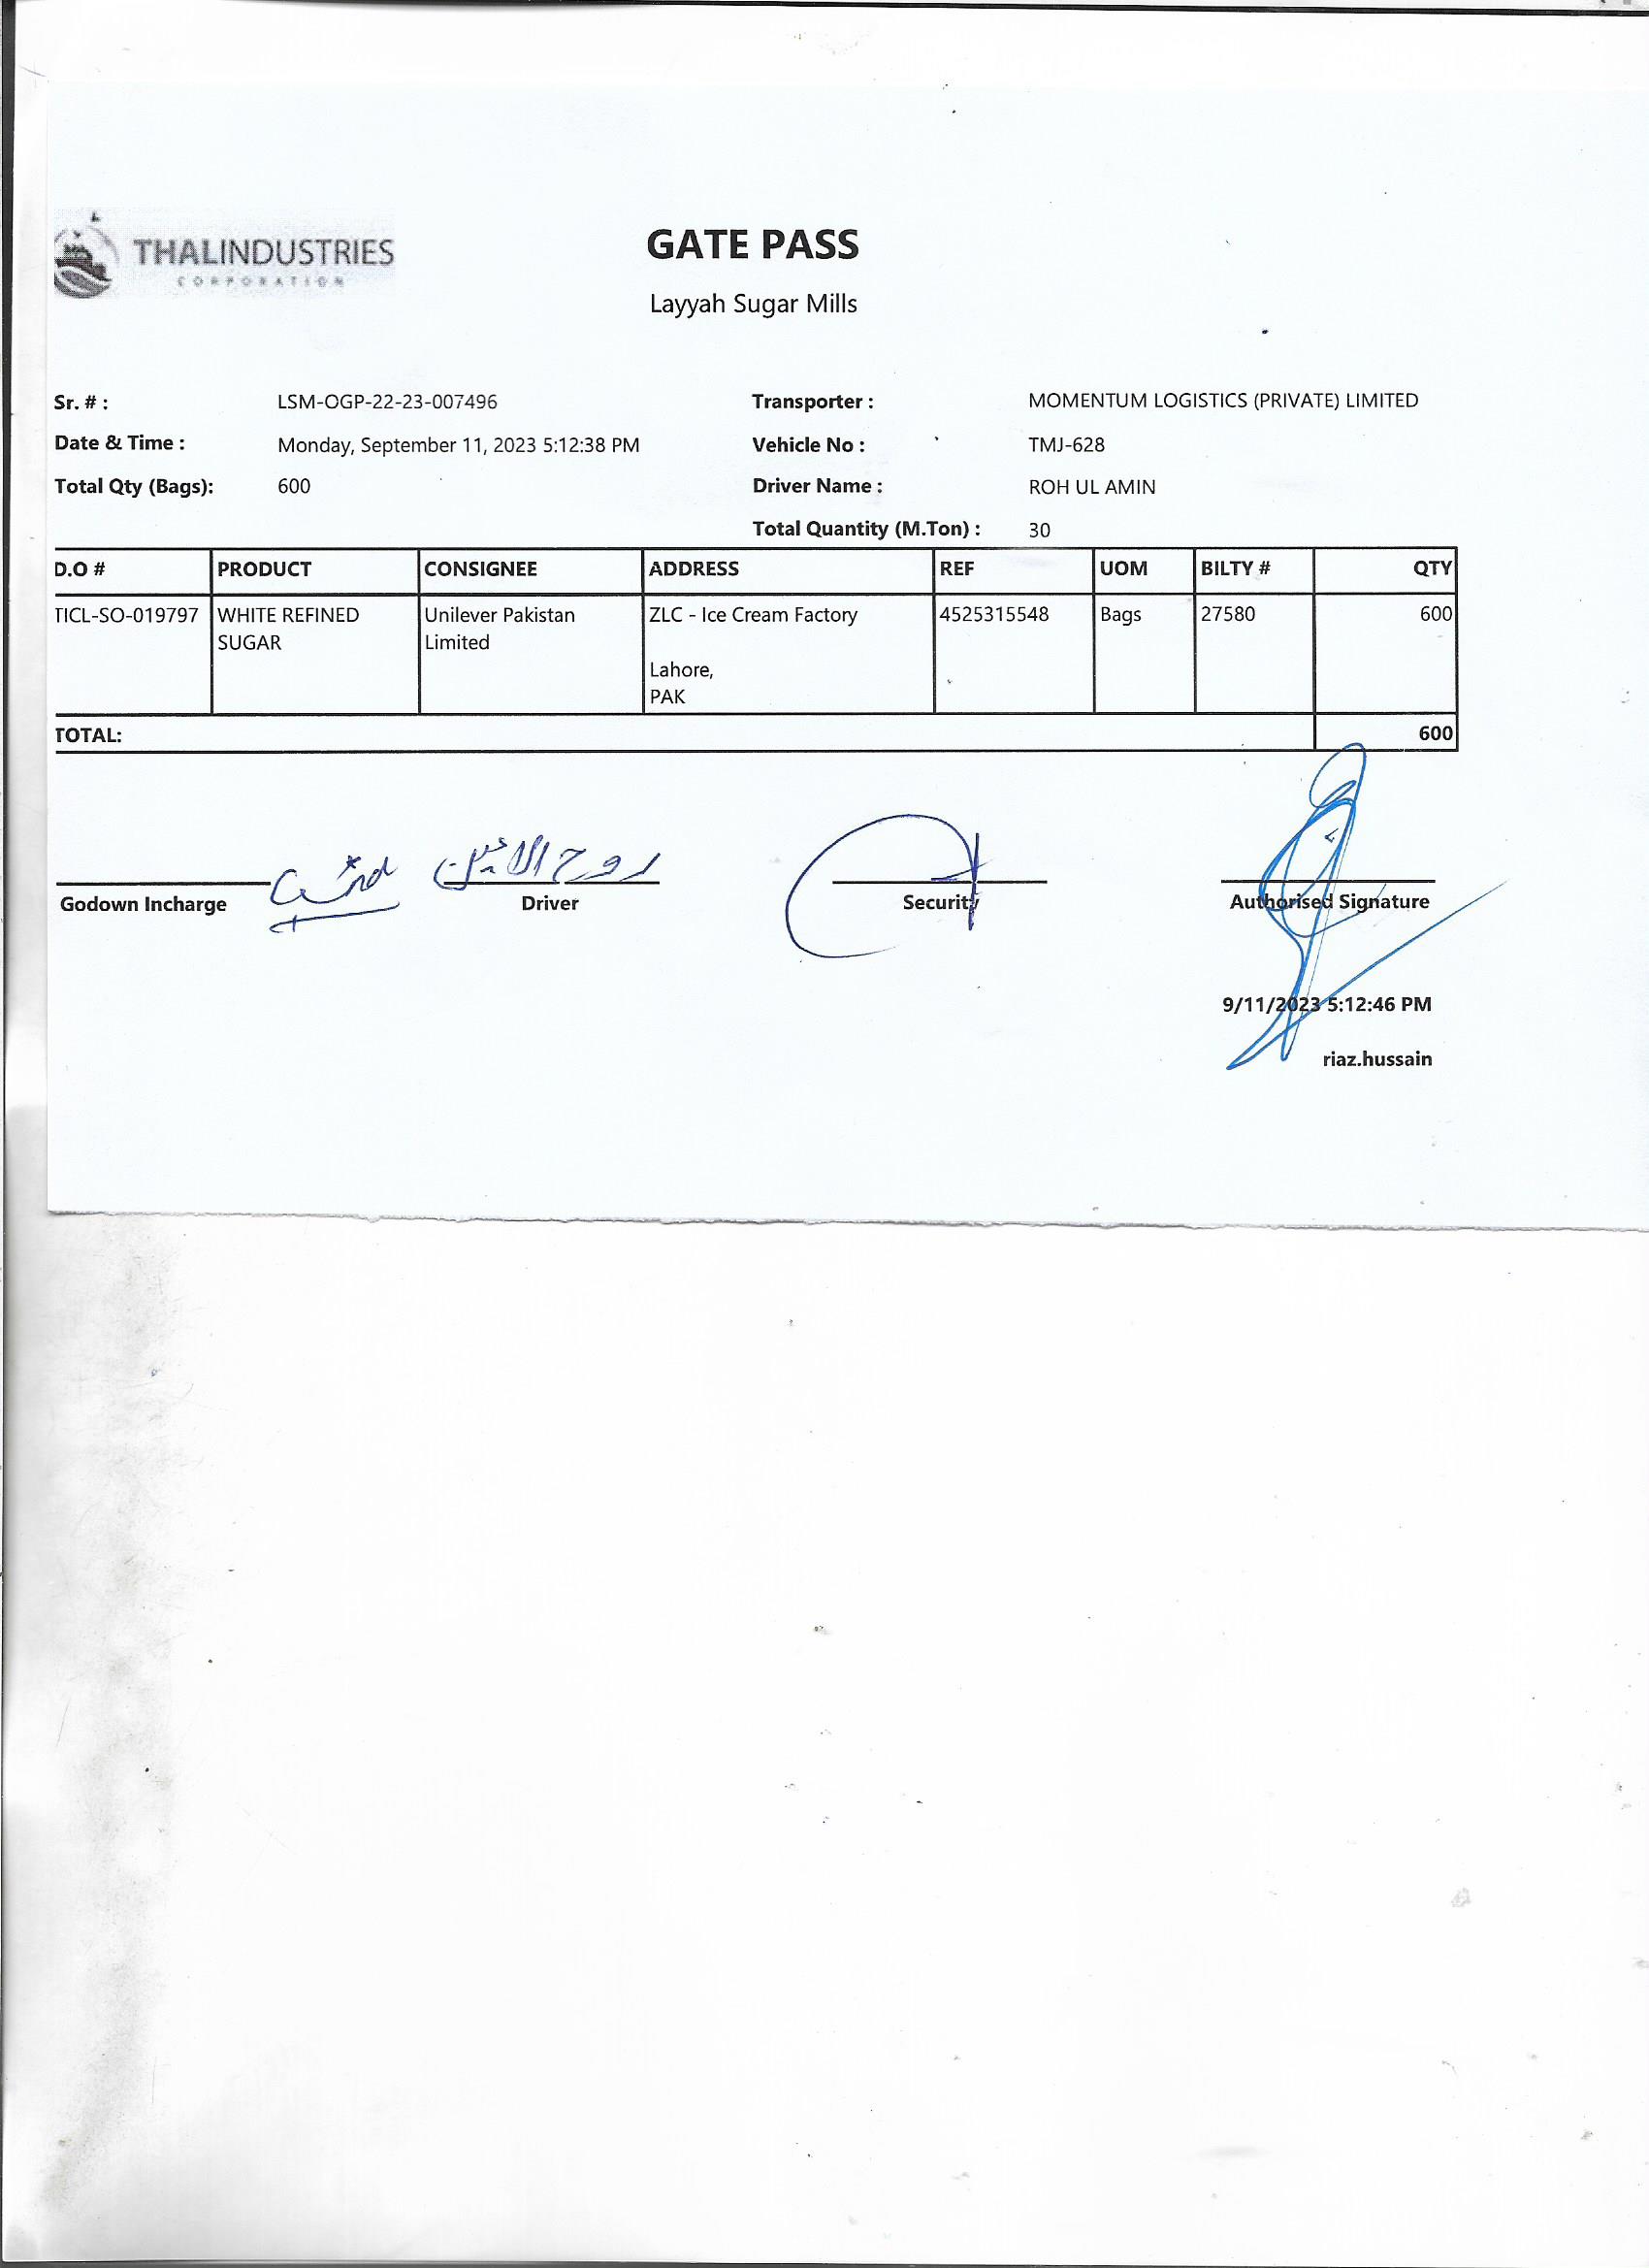 THALINDUSTRIES
CORPORATION
GATE PASS
Layyah Sugar Mills
Sr. # : LSM-OGP-22-23-007496 Transporter : MOMENTUM LOGISTICS (PRIVATE) LIMITED
Date & Time : Monday, September 11, 2023 5:12:38 PM Vehicle No : TMJ-628
Total Qty (Bags): 600 Driver Name : ROH UL AMIN
Total Quantity (M.Ton) : 30
D.O # PRODUCT CONSIGNEE ADDRESS REF UOM BILTY # QTY
TICL-SO-019797 WHITE REFINED Unilever Pakistan ZLC - Ice Cream Factory 4525315548 Bags 27580 600
SUGAR Limited
Lahore,
PAK
TOTAL: 600
روح الامین
Godown Incharge Driver Security Authorised Signature
9/11/2023 5:12:46 PM
riaz.hussain